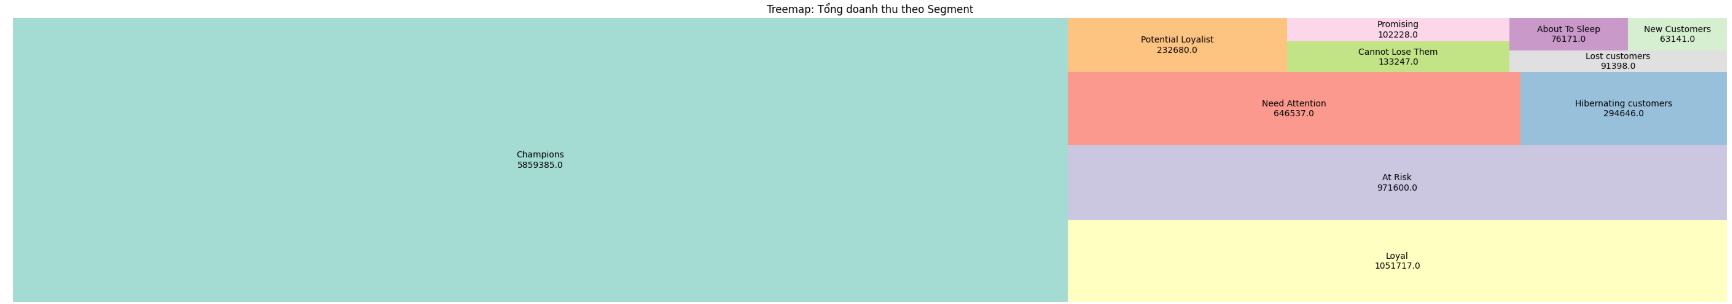 Treemap: Tổng doanh thu theo Segment
Champions
5859385.0
Potential Loyalist
232680.0
Promising
102228.0
Cannot Lose Them
133247.0
About To Sleep
76171.0
New Customers
63141.0
Lost customers
91398.0
Need Attention
646537.0
Hibernating customers
294646.0
At Risk
971600.0
Loyal
1051717.0